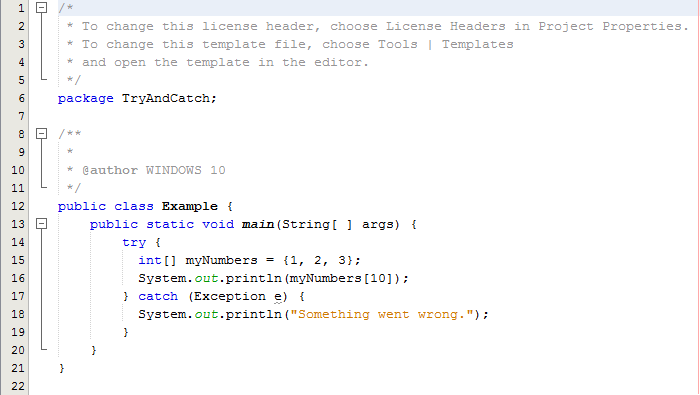 1 /*
2  * To change this license header, choose License Headers in Project Properties.
3  * To change this template file, choose Tools | Templates
4  * and open the template in the editor.
5  */
6 package TryAndCatch;
7
8 /**
9  *
10  * @author WINDOWS 10
11  */
12 public class Example {
13     public static void main(String[ ] args) {
14         try {
15           int[] myNumbers = {1, 2, 3};
16           System.out.println(myNumbers[10]);
17         } catch (Exception e) {
18           System.out.println("Something went wrong.");
19         }
20     }
21 }
22